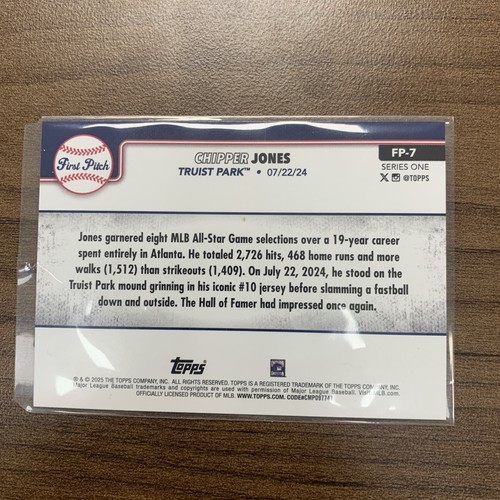 First Pitch
CHIPPER JONES
TRUIST PARK™ • 07/22/24
FP-7
SERIES ONE
@TOPPS
Jones garnered eight MLB All-Star Game selections over a 19-year career
spent entirely in Atlanta. He totaled 2,726 hits, 468 home runs and more
walks (1,512) than strikeouts (1,409). On July 22, 2024, he stood on the
Truist Park mound grinning in his iconic #10 jersey before slamming a fastball
down and outside. The Hall of Famer had impressed once again.
topps
® & © 2025 THE TOPPS COMPANY, INC. ALL RIGHTS RESERVED. TOPPS IS A REGISTERED TRADEMARK OF THE TOPPS COMPANY, INC.
Major League Baseball trademarks and copyrights are used with permission of Major League Baseball. Visit MLB.com.
OFFICIALLY LICENSED PRODUCT OF MLB. WWW.TOPPS.COM. CODE#CMP097747